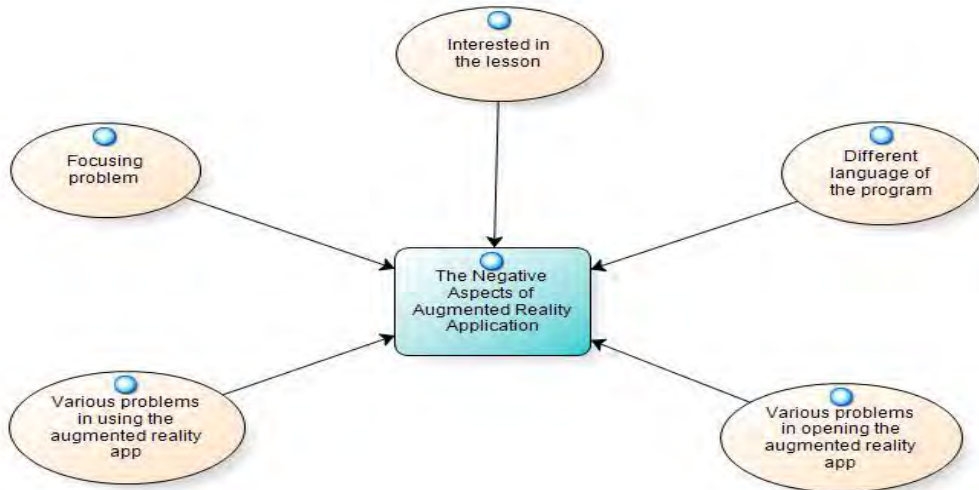 Interested in
the lesson
Focusing
problem
Different
language of
the program
The Negative
Aspects of
Augmented Reality
Application
Various problems
in using the
augmented reality
app
Various problems
in opening the
augmented reality
app